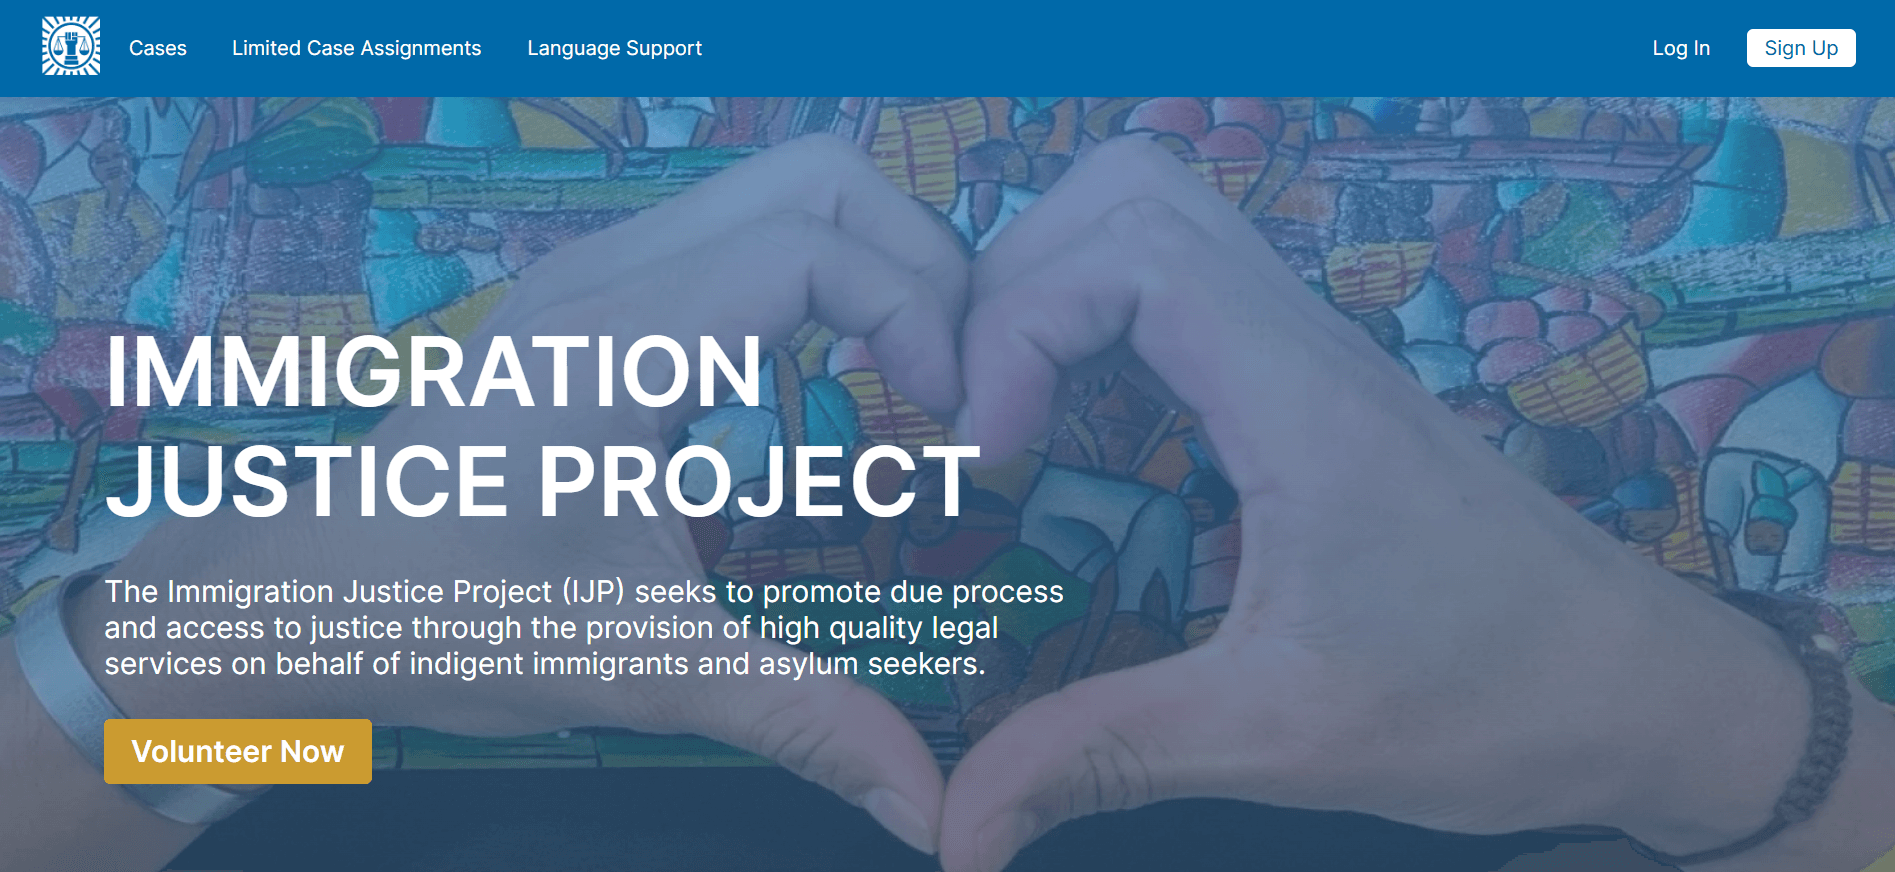 Cases
Limited Case Assignments
Language Support
Log In
Sign Up
IMMIGRATION
JUSTICE PROJECT
The Immigration Justice Project (IJP) seeks to promote due process
and access to justice through the provision of high quality legal
services on behalf of indigent immigrants and asylum seekers.
Volunteer Now